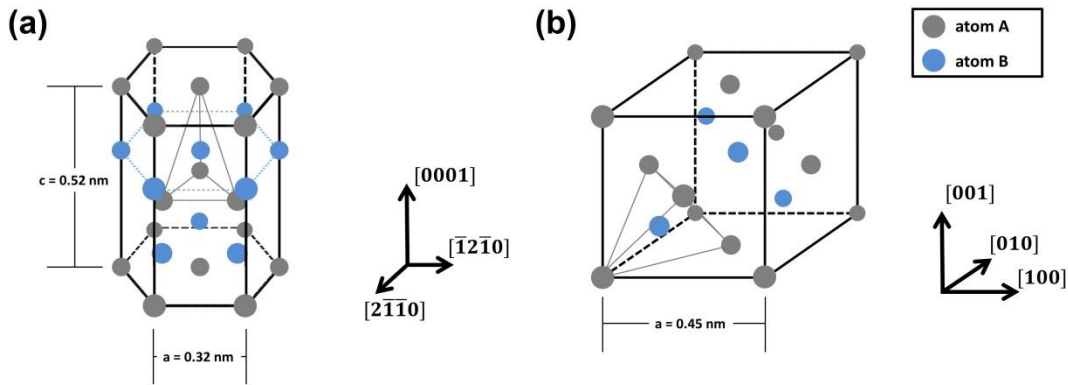 (a)
c = 0.52 nm
a = 0.32 nm
[0001]
[1̅21̅0]
[21̅1̅0]
(b)
a = 0.45 nm
atom A
atom B
[001]
[010]
[100]